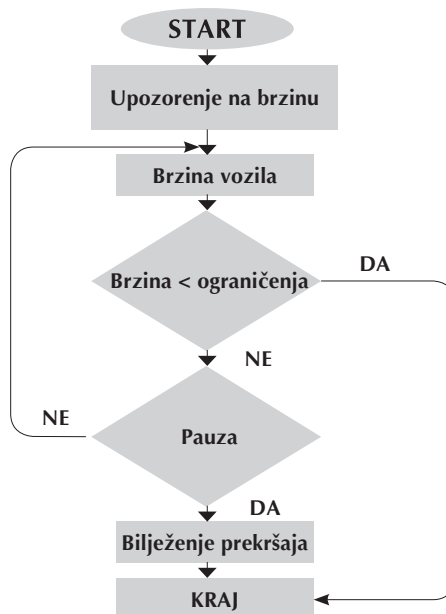 START
Upozorenje na brzinu
Brzina vozila
Brzina < ograničenja
DA
NE
NE
Pauza
DA
Bilježenje prekršaja
KRAJ